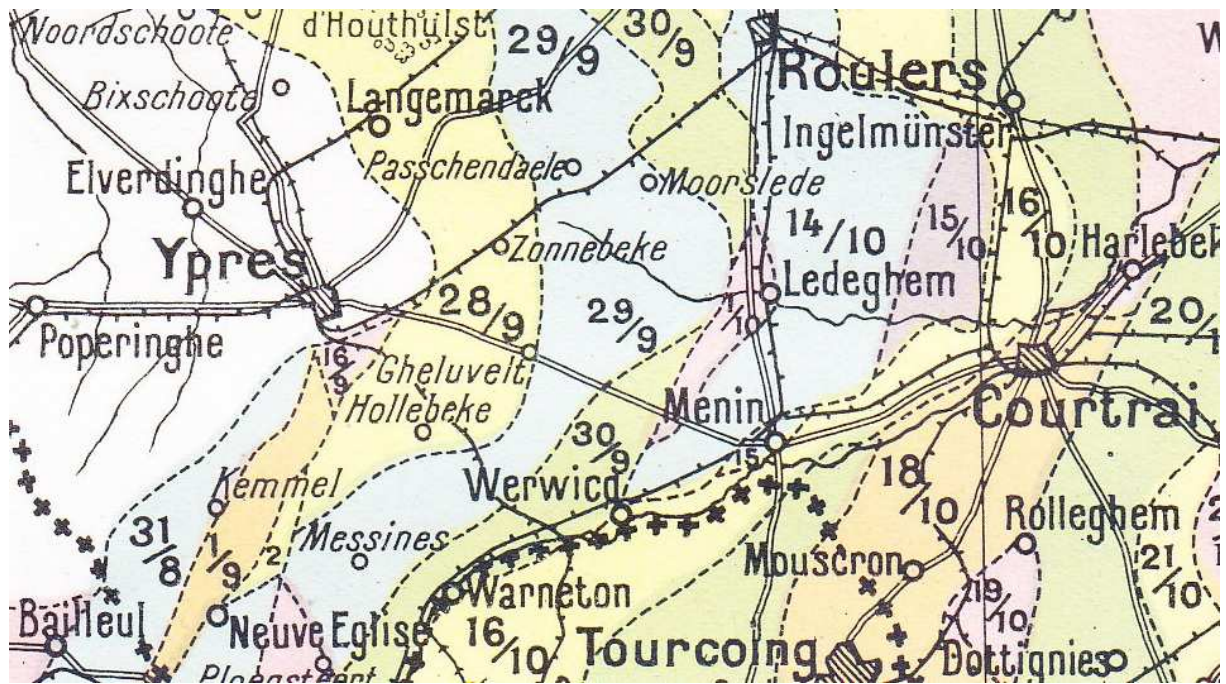 Noordschoote
d'Houthulst
29/9
30/9
Roulers
Bixschoote
Langemarck
Ingelmünster
Elverdinghe
Passchendaele
Moorslede
14/10
15/10
16/10
Ypres
Zonnebeke
Harlebek
Ledeghem
Poperinghe
28/9
29/9
/10
20/1
16/9
Gheluvelt
Hollebeke
Menin
Courtrai
30/9
15
Kemmel
Werwicq
18/10
31/8
1/9
2
Messines
Rolleghem
Mouscron
21/10
Bailleul
Warneton
19/10
Neuve Eglise
16/10
Tourcoing
Dottignies
Ploegsteert